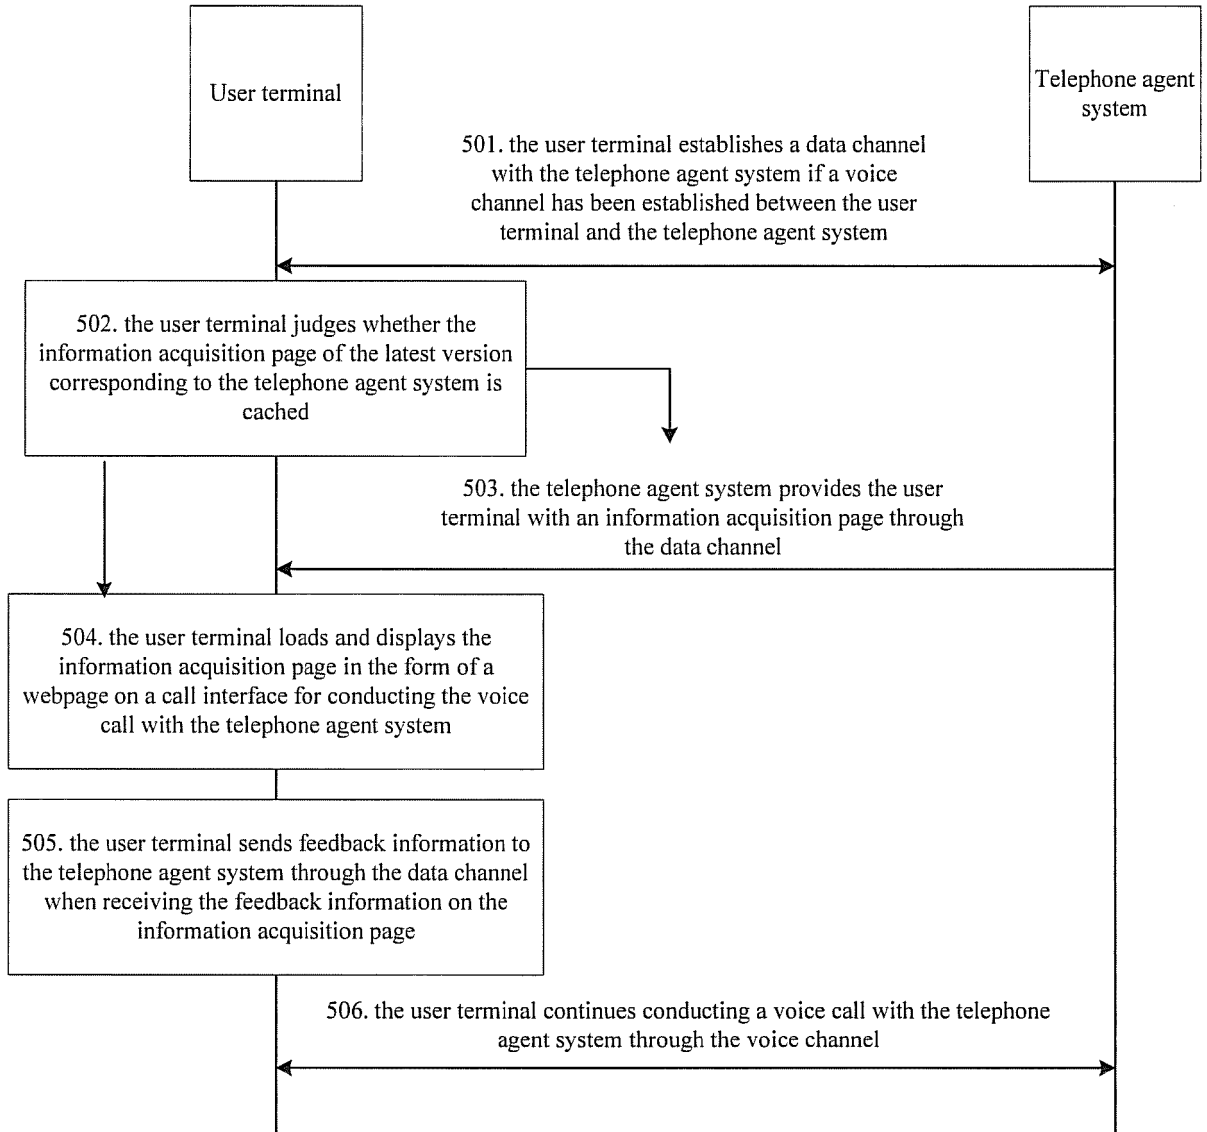 User terminal
Telephone agent
system
501. the user terminal establishes a data channel
with the telephone agent system if a voice
channel has been established between the user
terminal and the telephone agent system
502. the user terminal judges whether the
information acquisition page of the latest version
corresponding to the telephone agent system is
cached
503. the telephone agent system provides the user
terminal with an information acquisition page through
the data channel
504. the user terminal loads and displays the
information acquisition page in the form of a
webpage on a call interface for conducting the voice
call with the telephone agent system
505. the user terminal sends feedback information to
the telephone agent system through the data channel
when receiving the feedback information on the
information acquisition page
506. the user terminal continues conducting a voice call with the telephone
agent system through the voice channel